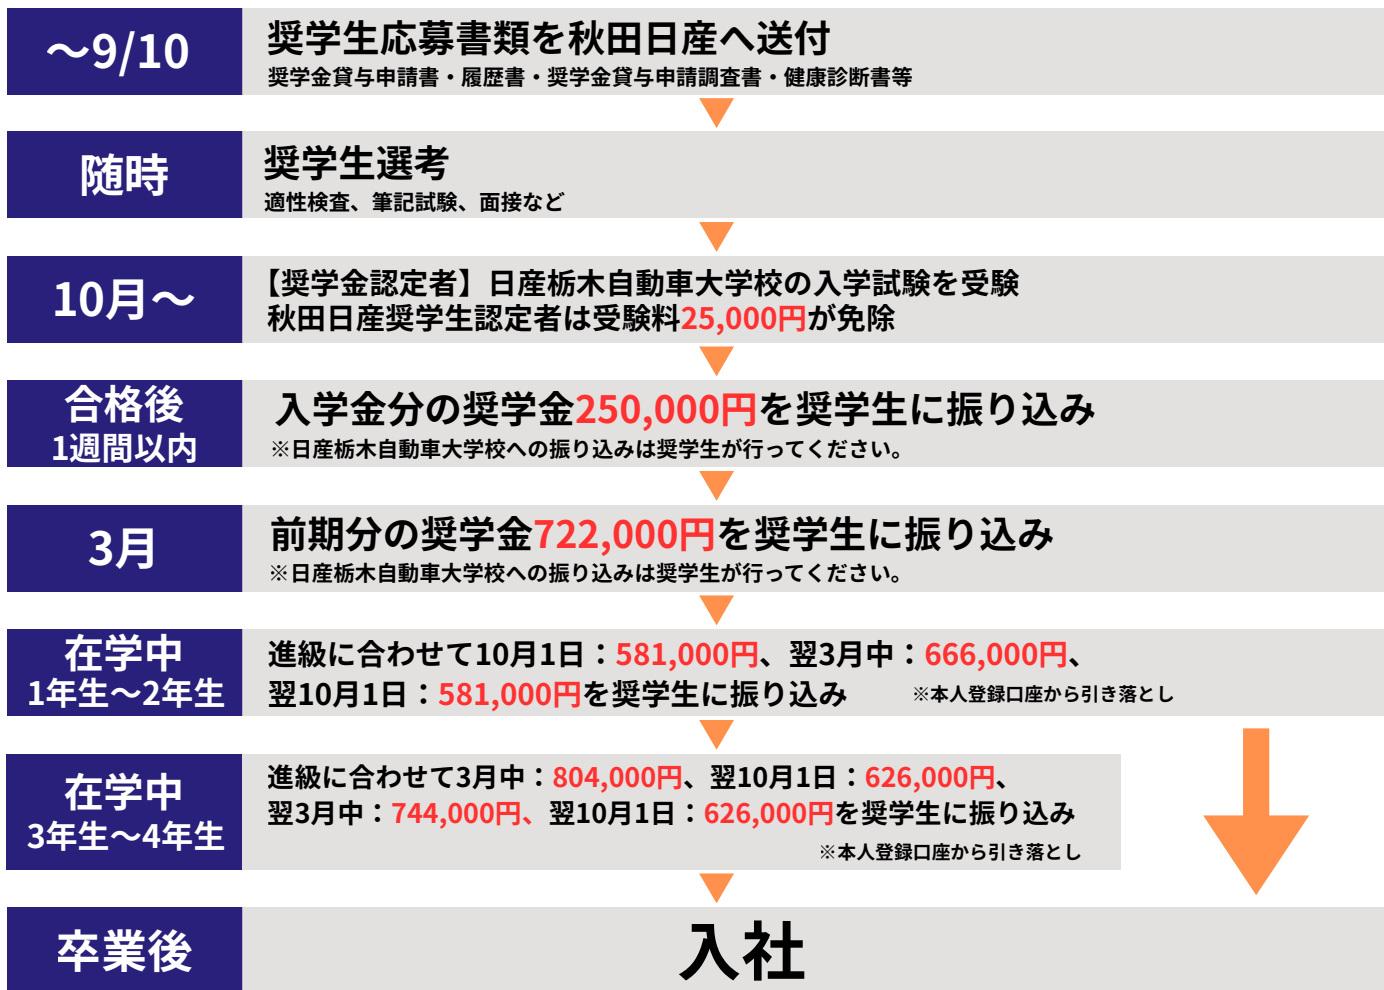 ～9/10
奨学生応募書類を秋田日産へ送付
奨学金貸与申請書・履歴書・奨学金貸与申請調査書・健康診断書等
随時
奨学生選考
適性検査、筆記試験、面接など
10月～
【奨学金認定者】日産栃木自動車大学校の入学試験を受験
秋田日産奨学生認定者は受験料25,000円が免除
合格後
1週間以内
入学金分の奨学金250,000円を奨学生に振り込み
※日産栃木自動車大学校への振り込みは奨学生が行ってください。
3月
前期分の奨学金722,000円を奨学生に振り込み
※日産栃木自動車大学校への振り込みは奨学生が行ってください。
在学中
1年生～2年生
進級に合わせて10月1日：581,000円、翌3月中：666,000円、
翌10月1日：581,000円を奨学生に振り込み ※本人登録口座から引き落とし
在学中
3年生～4年生
進級に合わせて3月中：804,000円、翌10月1日：626,000円、
翌3月中：744,000円、翌10月1日：626,000円を奨学生に振り込み
※本人登録口座から引き落とし
卒業後
入社